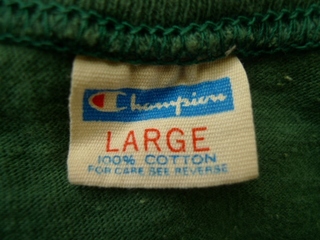 Champion
LARGE
100% COTTON
FOR CARE SEE REVERSE